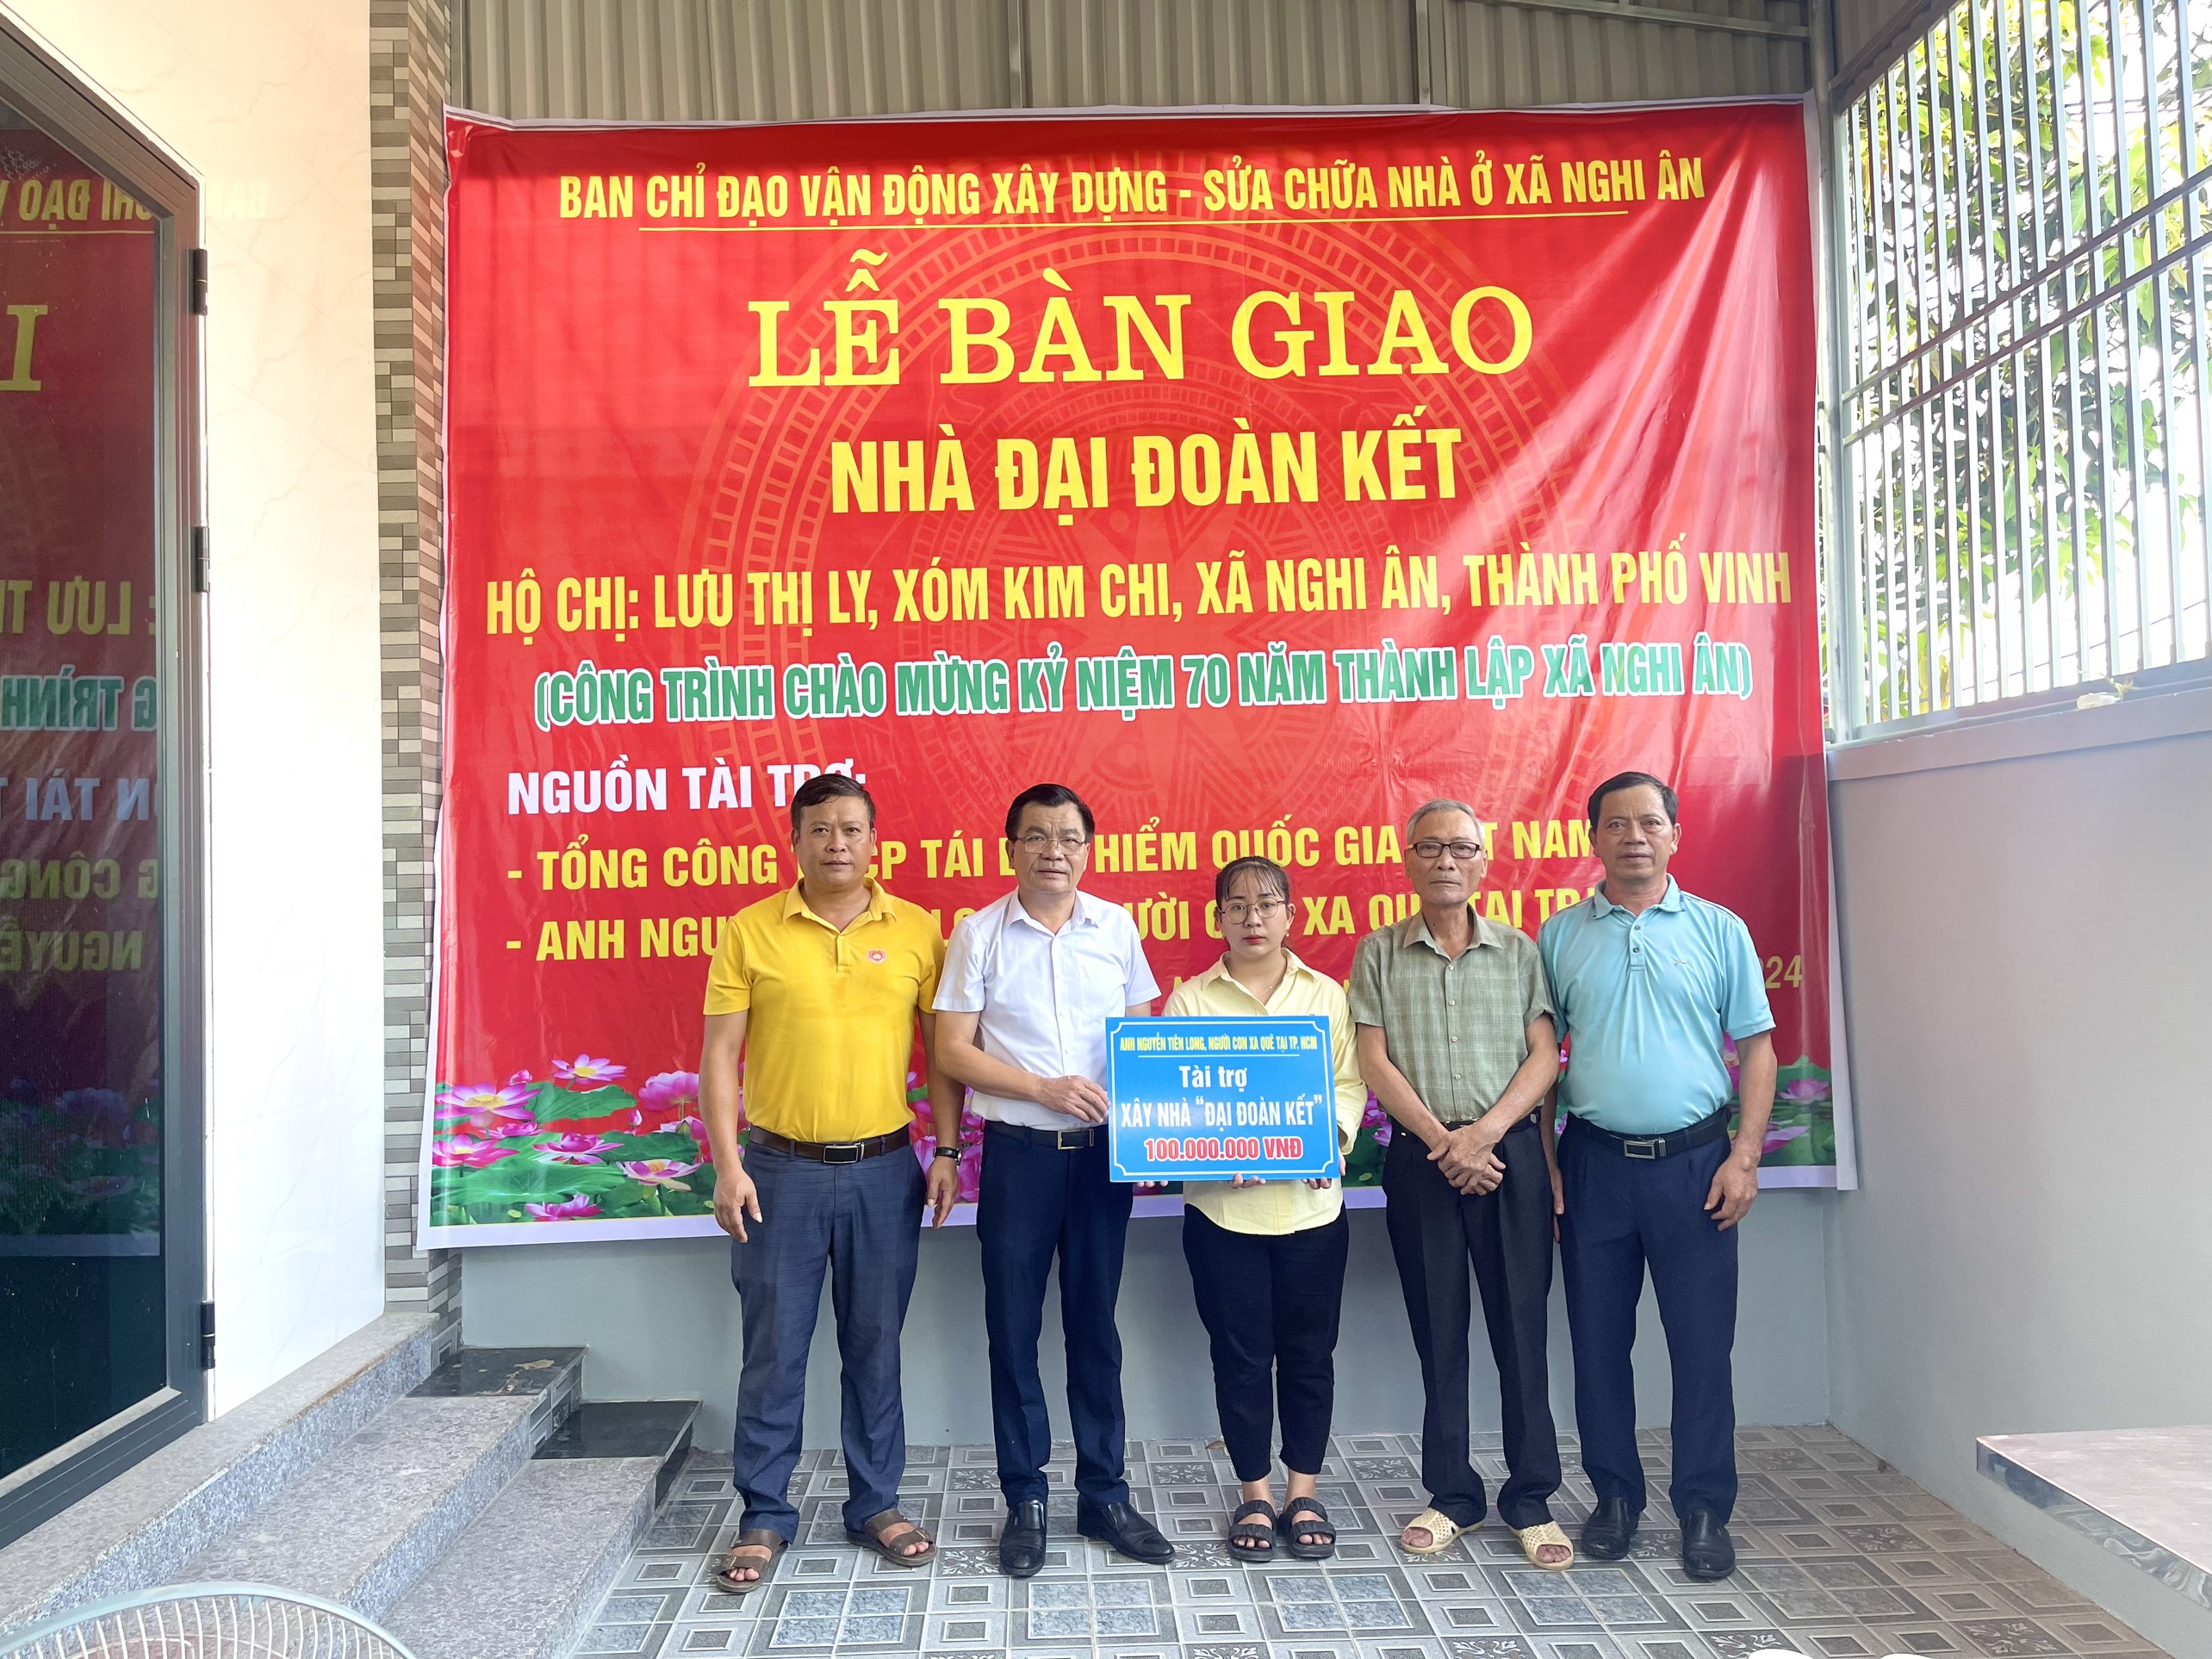 BAN CHỈ ĐẠO VẬN ĐỘNG XÂY DỰNG - SỬA CHỮA NHÀ Ở XÃ NGHI ÂN
LỄ BÀN GIAO
NHÀ ĐẠI ĐOÀN KẾT
HỘ CHỊ: LƯU THỊ LY, XÓM KIM CHI, XÃ NGHI ÂN, THÀNH PHỐ VINH
(CÔNG TRÌNH CHÀO MỪNG KỶ NIỆM 70 NĂM THÀNH LẬP XÃ NGHI ÂN)
NGUỒN TÀI TRỢ:
- TỔNG CÔNG CP TÁI HIỂM QUỐC GIA NAM
- ANH XA QUÊ TẠI
ANH NGUYỄN TIẾN LONG, NGƯỜI CON XA QUÊ TẠI TP. HCM
Tài trợ
XÂY NHÀ "ĐẠI ĐOÀN KẾT"
100.000.000 VNĐ